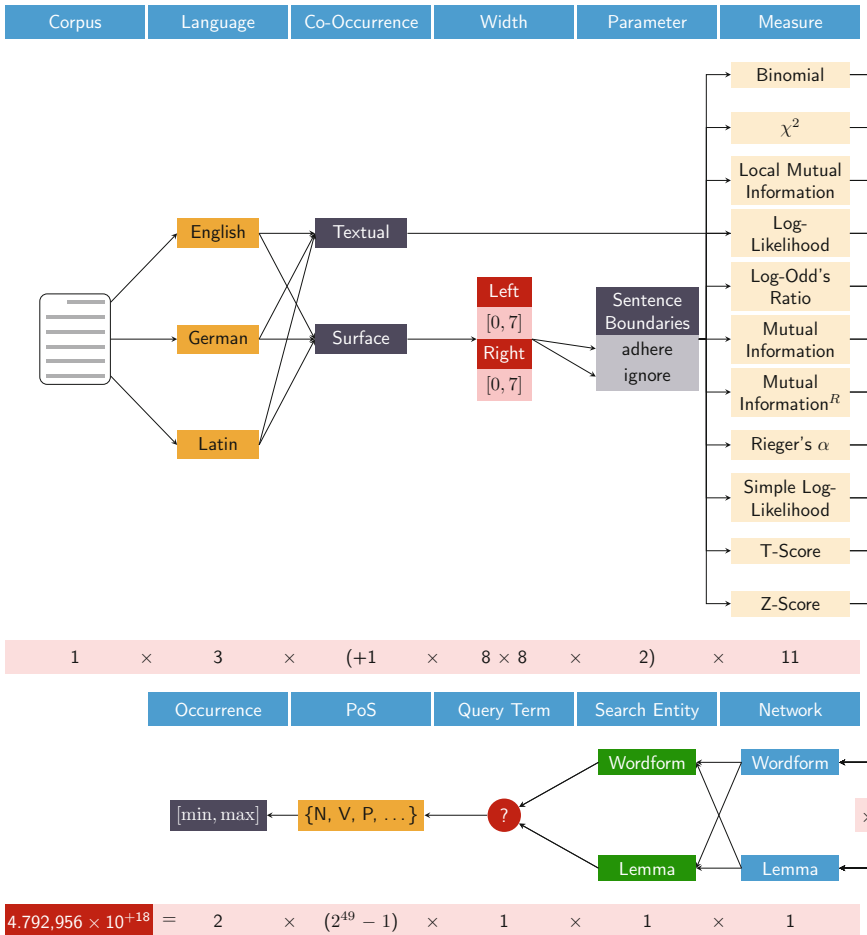 Corpus Language Co-Occurrence Width Parameter Measure
Binomial
χ²
Local Mutual
Information
English Textual Log-
Likelihood
Left
Sentence
Boundaries
Log-Odd's
Ratio
[0, 7]
German Surface Right adhere Mutual
Information
[0, 7] ignore
Mutual
Informationᴿ
Latin Rieger's α
Simple Log-
Likelihood
T-Score
Z-Score
1 × 3 × (+1 × 8 × 8 × 2) × 11
Occurrence PoS Query Term Search Entity Network
Wordform Wordform
[min, max] {N, V, P, ...} ? ×
Lemma Lemma
4.792,956 × 10⁺¹⁸ = 2 × (2⁴⁹ − 1) × 1 × 1 × 1